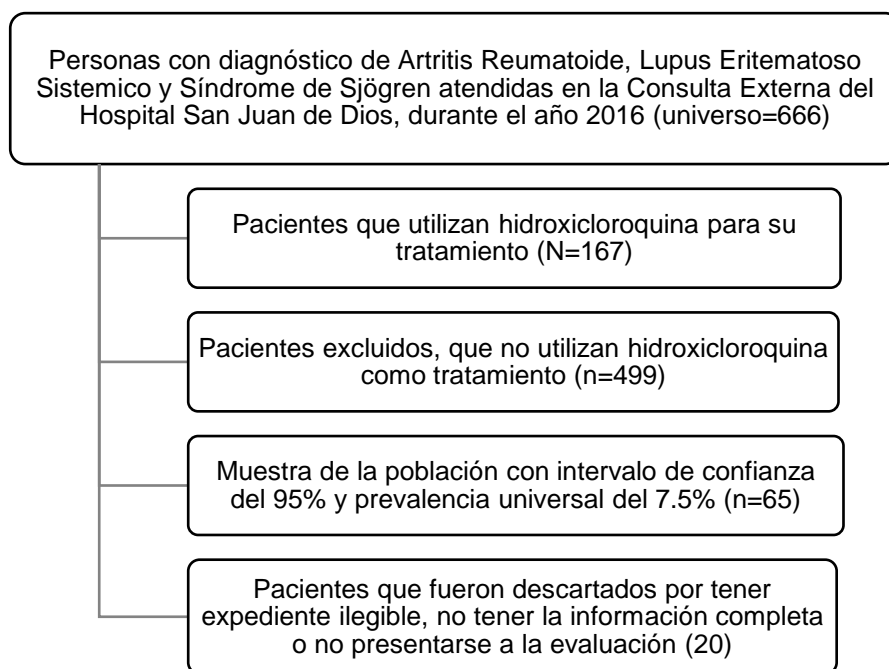 Personas con diagnóstico de Artritis Reumatoide, Lupus Eritematoso
Sistemico y Síndrome de Sjögren atendidas en la Consulta Externa del
Hospital San Juan de Dios, durante el año 2016 (universo=666)
Pacientes que utilizan hidroxicloroquina para su
tratamiento (N=167)
Pacientes excluidos, que no utilizan hidroxicloroquina
como tratamiento (n=499)
Muestra de la población con intervalo de confianza
del 95% y prevalencia universal del 7.5% (n=65)
Pacientes que fueron descartados por tener
expediente ilegible, no tener la información completa
o no presentarse a la evaluación (20)